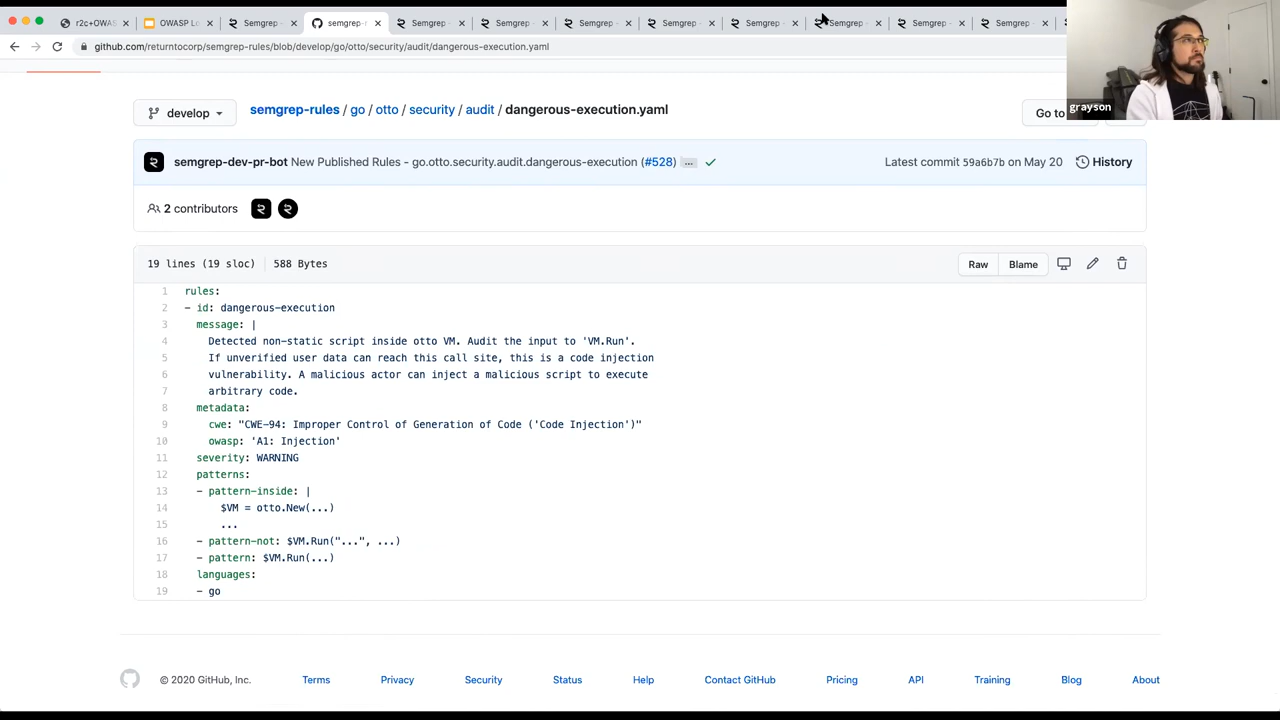 r2c+OWAS
OWASP Lo
Semgrep -
semgrep-r
Semgrep -
Semgrep -
Semgrep -
Semgrep -
Semgrep -
Semgrep -
Semgrep -
Semgrep -
github.com/returntocorp/semgrep-rules/blob/develop/go/otto/security/audit/dangerous-execution.yaml
grayson
develop
semgrep-rules / go / otto / security / audit / dangerous-execution.yaml
Go to
semgrep-dev-pr-bot New Published Rules - go.otto.security.audit.dangerous-execution (#528) ...
Latest commit 59a6b7b on May 20
History
2 contributors
19 lines (19 sloc) 588 Bytes
Raw
Blame
1 rules:
2 - id: dangerous-execution
3 message: |
4 Detected non-static script inside otto VM. Audit the input to 'VM.Run'.
5 If unverified user data can reach this call site, this is a code injection
6 vulnerability. A malicious actor can inject a malicious script to execute
7 arbitrary code.
8 metadata:
9 cwe: "CWE-94: Improper Control of Generation of Code ('Code Injection')"
10 owasp: 'A1: Injection'
11 severity: WARNING
12 patterns:
13 - pattern-inside: |
14 $VM = otto.New(...)
15 ...
16 - pattern-not: $VM.Run("...", ...)
17 - pattern: $VM.Run(...)
18 languages:
19 - go
© 2020 GitHub, Inc.
Terms
Privacy
Security
Status
Help
Contact GitHub
Pricing
API
Training
Blog
About